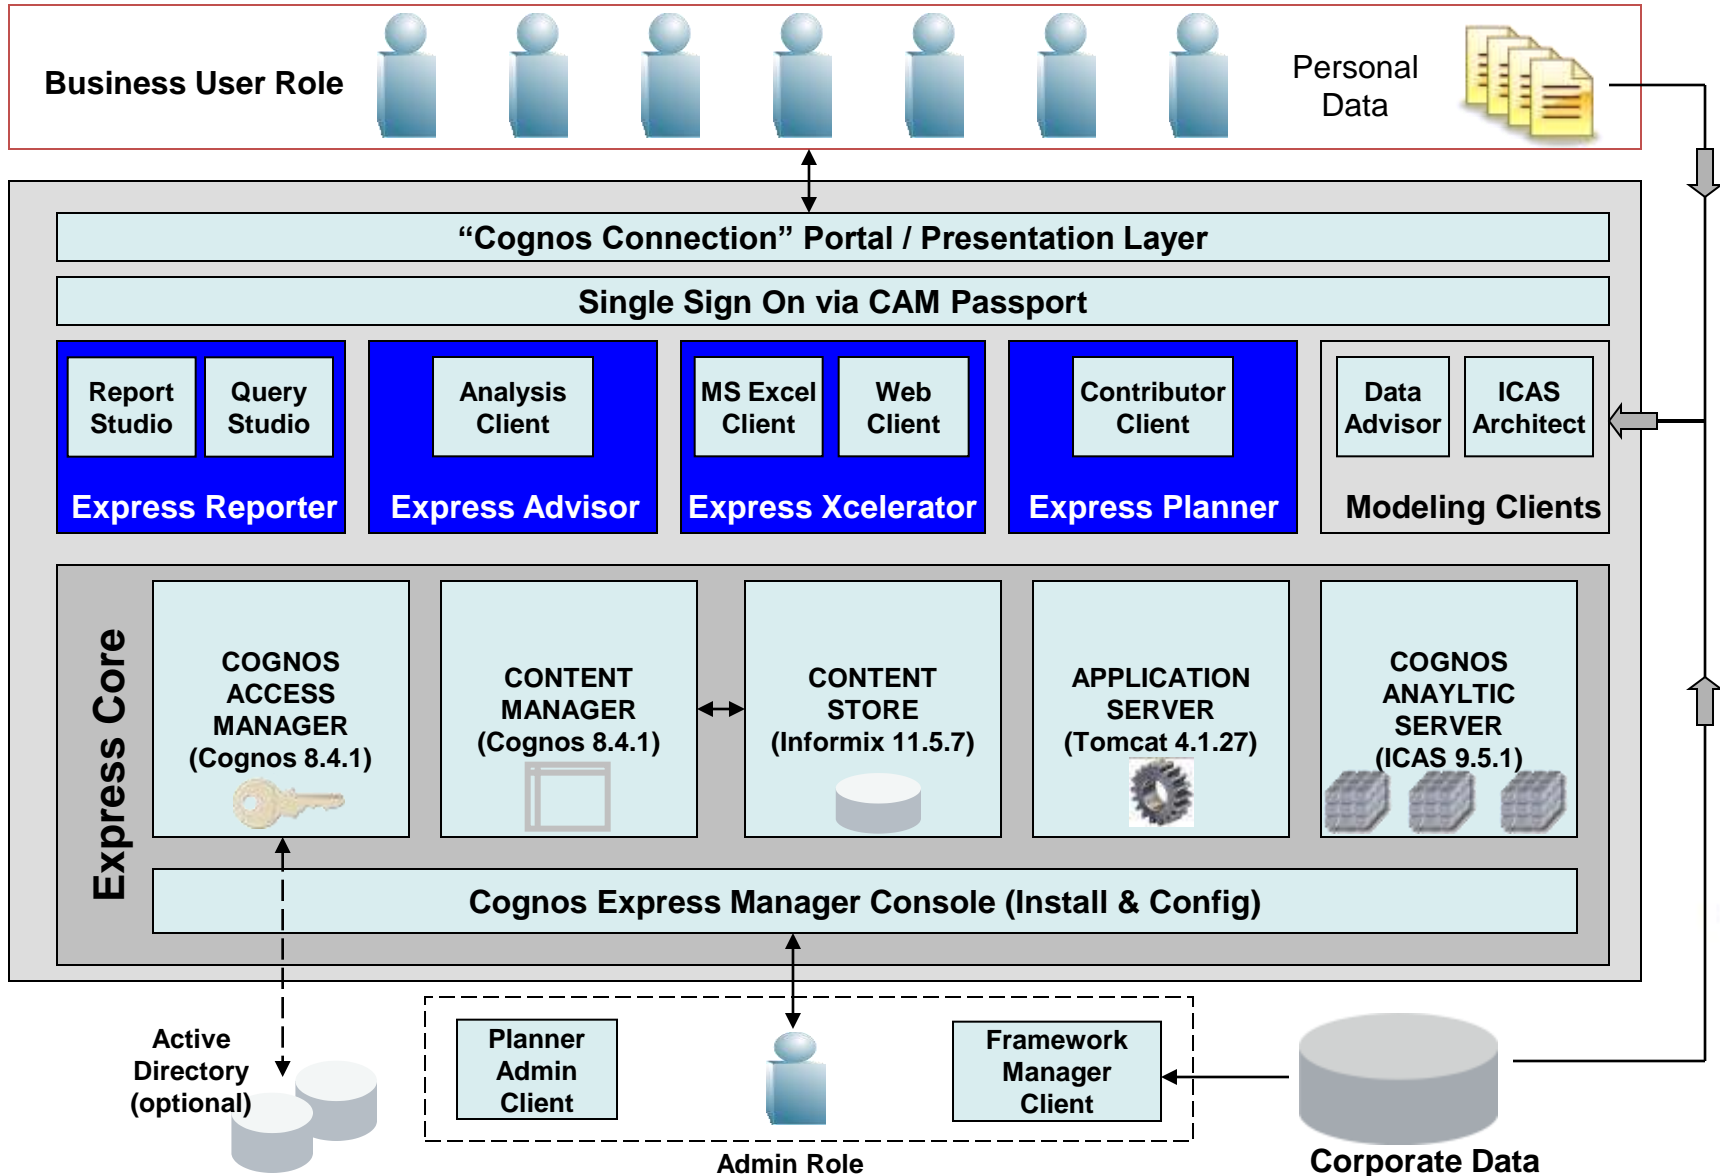 Business User Role
Personal
Data
“Cognos Connection” Portal / Presentation Layer
Single Sign On via CAM Passport
Report
Studio
Query
Studio
Express Reporter
Analysis
Client
Express Advisor
MS Excel
Client
Web
Client
Express Xcelerator
Contributor
Client
Express Planner
Data
Advisor
ICAS
Architect
Modeling Clients
Express Core
COGNOS
ACCESS
MANAGER
(Cognos 8.4.1)
CONTENT
MANAGER
(Cognos 8.4.1)
CONTENT
STORE
(Informix 11.5.7)
APPLICATION
SERVER
(Tomcat 4.1.27)
COGNOS
ANAYLTIC
SERVER
(ICAS 9.5.1)
Cognos Express Manager Console (Install & Config)
Active
Directory
(optional)
Planner
Admin
Client
Admin Role
Framework
Manager
Client
Corporate Data